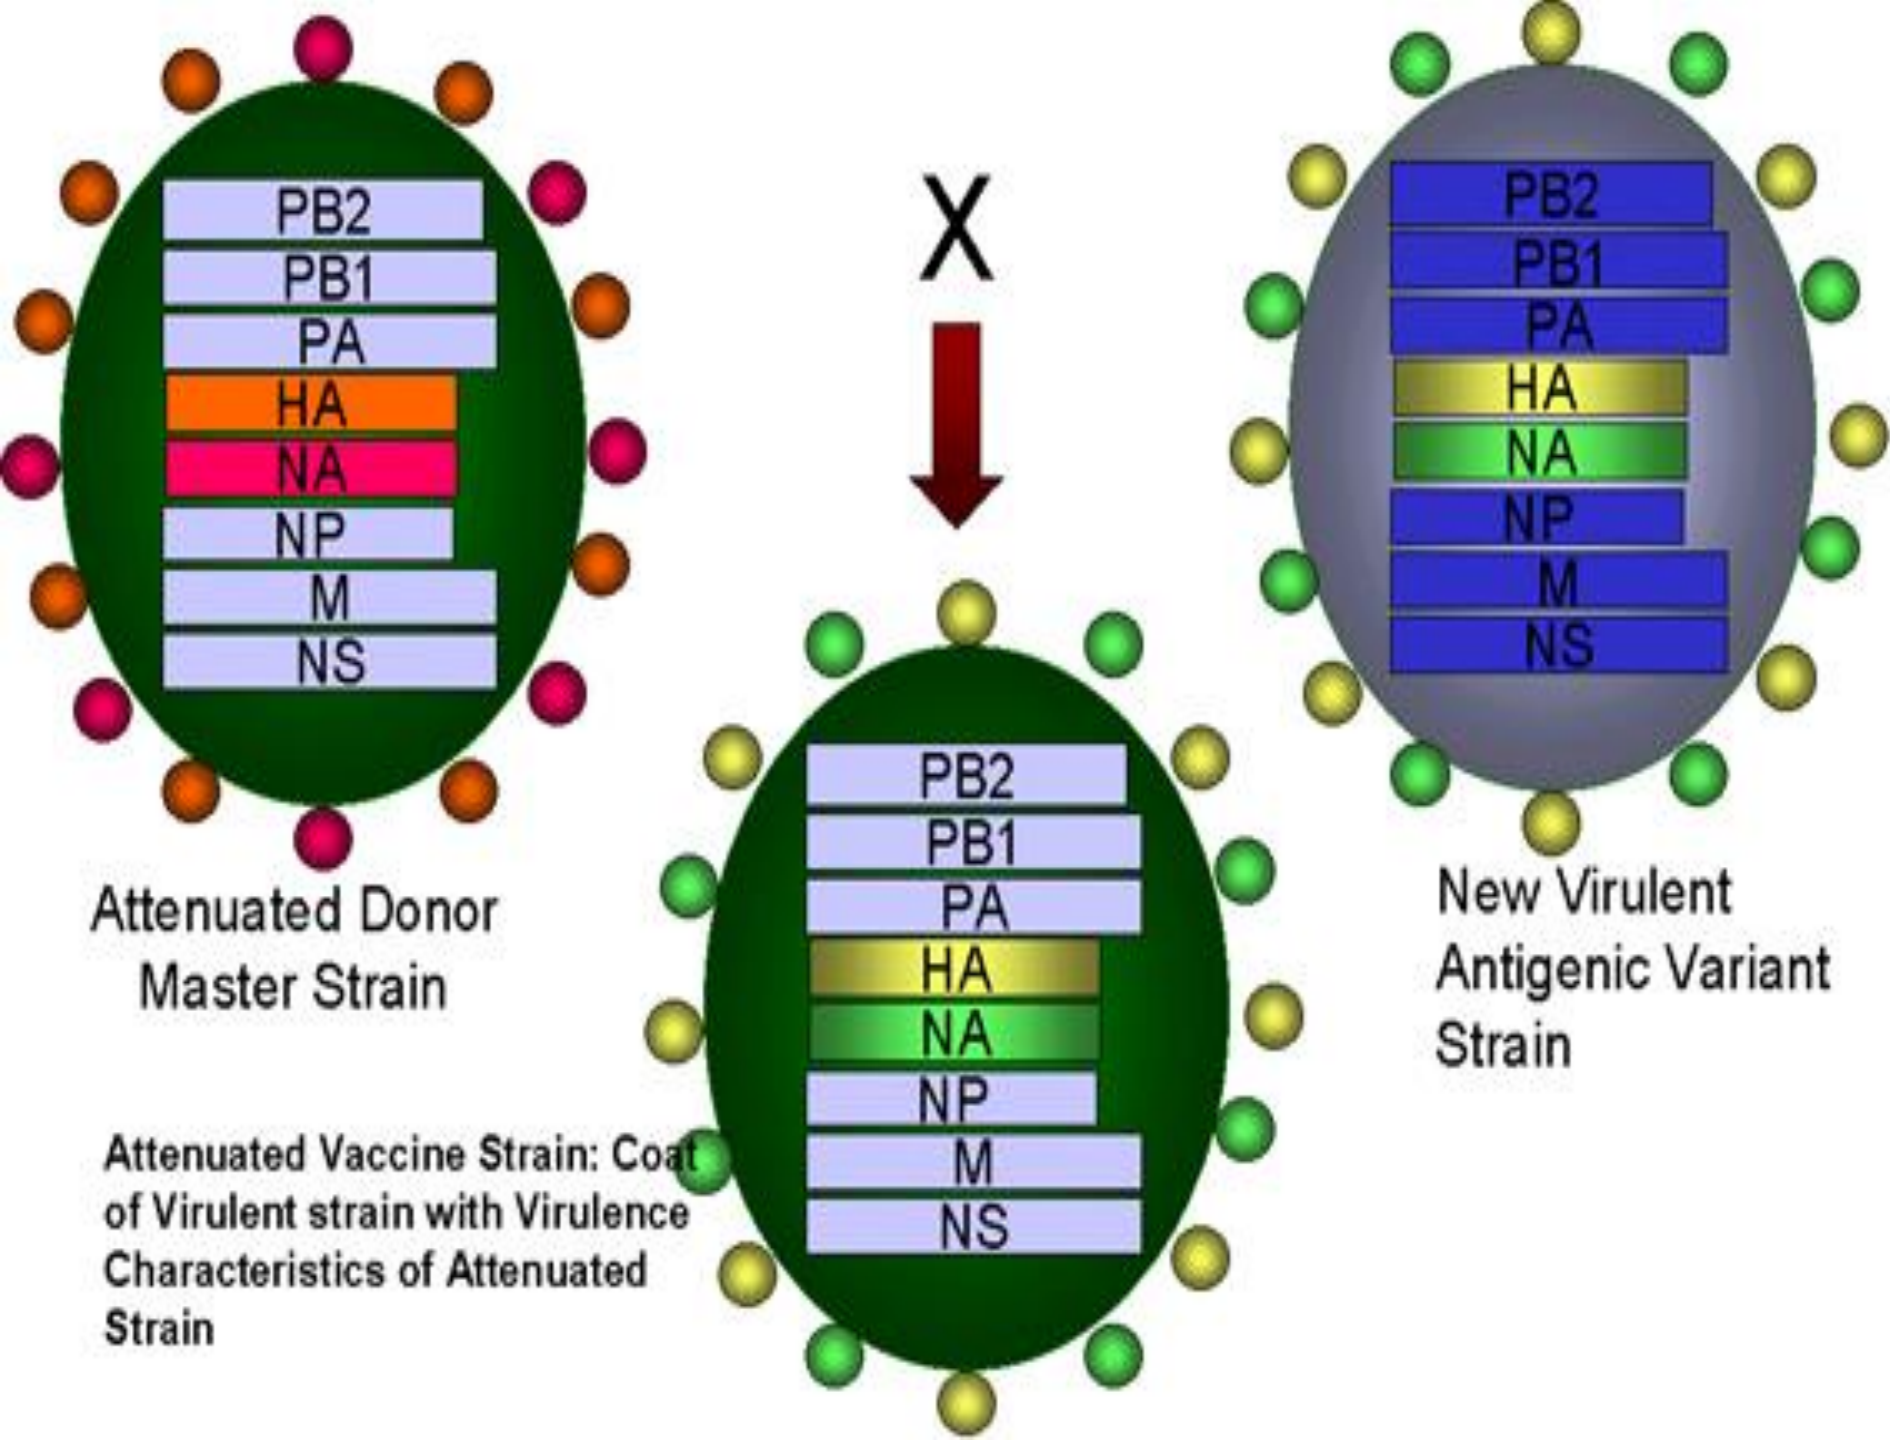 PB2
PB1
PA
HA
NA
NP
M
NS
Attenuated Donor
Master Strain
X
PB2
PB1
PA
HA
NA
NP
M
NS
New Virulent
Antigenic Variant
Strain
PB2
PB1
PA
HA
NA
NP
M
NS
Attenuated Vaccine Strain: Coat
of Virulent strain with Virulence
Characteristics of Attenuated
Strain